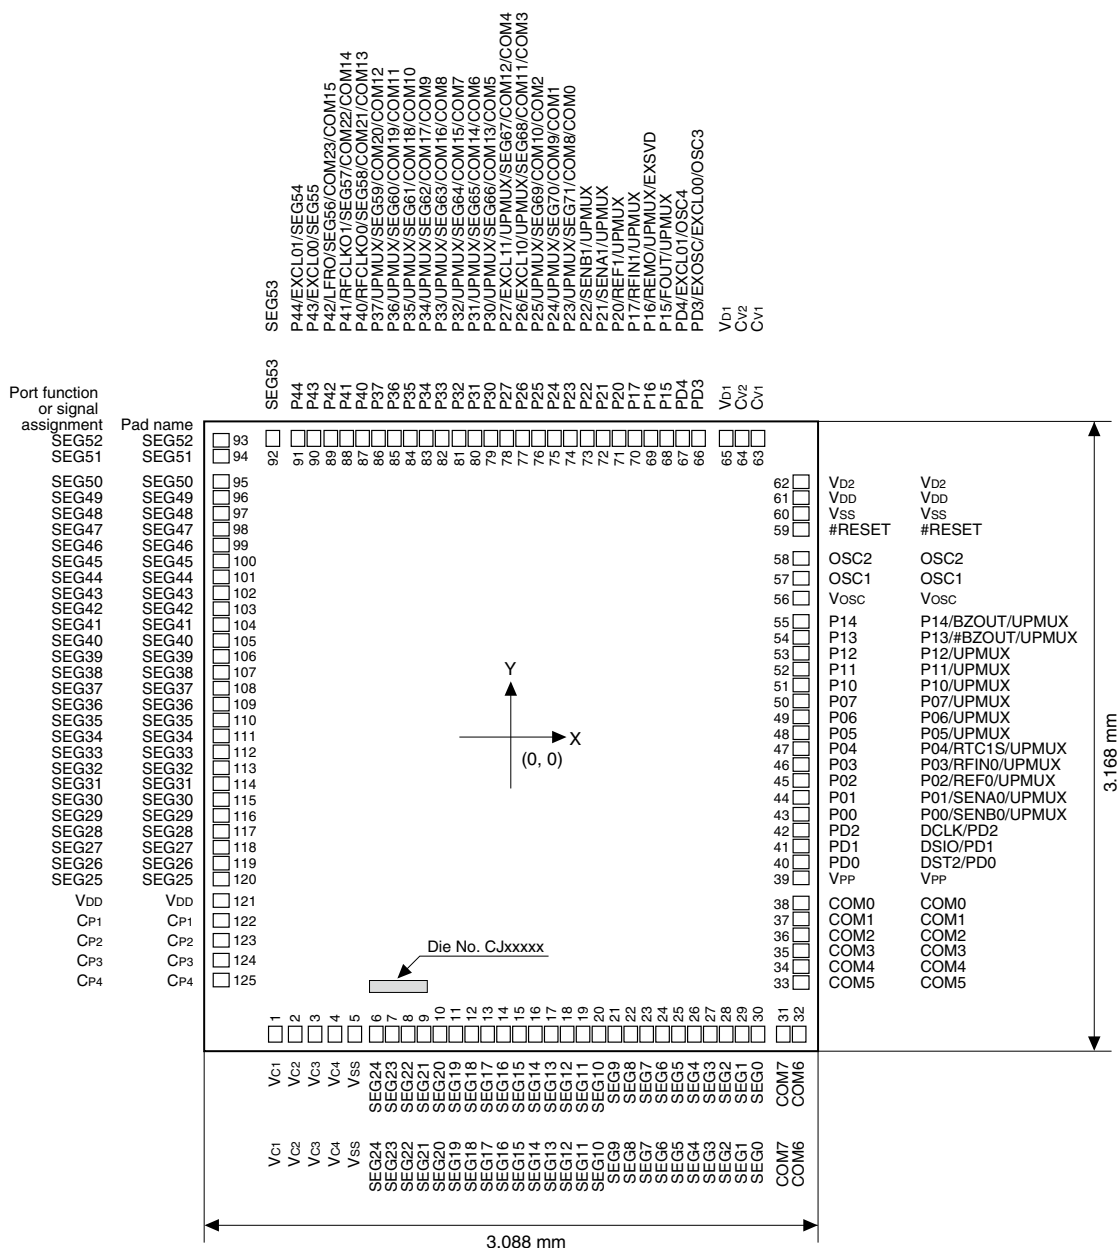 SEG53
P44/EXCL01/SEG54
P43/EXCL00/SEG55
P42/LFRO/SEG56/COM23/COM15
P41/RFCLKO1/SEG57/COM22/COM14
P40/RFCLKO0/SEG58/COM21/COM13
P37/UPMUX/SEG59/COM20/COM12
P36/UPMUX/SEG60/COM19/COM11
P35/UPMUX/SEG61/COM18/COM10
P34/UPMUX/SEG62/COM17/COM9
P33/UPMUX/SEG63/COM16/COM8
P32/UPMUX/SEG64/COM15/COM7
P31/UPMUX/SEG65/COM14/COM6
P30/UPMUX/SEG66/COM13/COM5
P27/EXCL11/UPMUX/SEG67/COM12/COM4
P26/EXCL10/UPMUX/SEG68/COM11/COM3
P25/UPMUX/SEG69/COM10/COM2
P24/UPMUX/SEG70/COM9/COM1
P23/UPMUX/SEG71/COM8/COM0
P22/SENB1/UPMUX
P21/SENA1/UPMUX
P20/REF1/UPMUX
P17/RFIN1/UPMUX
P16/REMO/UPMUX/EXSVD
P15/FOUT/UPMUX
PD4/EXCL01/OSC4
PD3/EXOSC/EXCL00/OSC3
VD1
CV2
CV1
SEG53
P44
P43
P42
P41
P40
P37
P36
P35
P34
P33
P32
P31
P30
P27
P26
P25
P24
P23
P22
P21
P20
P17
P16
P15
PD4
PD3
VD1
CV2
CV1
Port function
or signal
assignment
Pad name
92 91 90 89 88 87 86 85 84 83 82 81 80 79 78 77 76 75 74 73 72 71 70 69 68 67 66 65 64 63
SEG52 SEG52 93
SEG51 SEG51 94
SEG50 SEG50 95
SEG49 SEG49 96
SEG48 SEG48 97
SEG47 SEG47 98
SEG46 SEG46 99
SEG45 SEG45 100
SEG44 SEG44 101
SEG43 SEG43 102
SEG42 SEG42 103
SEG41 SEG41 104
SEG40 SEG40 105
SEG39 SEG39 106
SEG38 SEG38 107
SEG37 SEG37 108
SEG36 SEG36 109
SEG35 SEG35 110
SEG34 SEG34 111
SEG33 SEG33 112
SEG32 SEG32 113
SEG31 SEG31 114
SEG30 SEG30 115
SEG29 SEG29 116
SEG28 SEG28 117
SEG27 SEG27 118
SEG26 SEG26 119
SEG25 SEG25 120
VDD VDD 121
CP1 CP1 122
CP2 CP2 123
CP3 CP3 124
CP4 CP4 125
62 VD2 VD2
61 VDD VDD
60 VSS VSS
59 #RESET #RESET
58 OSC2 OSC2
57 OSC1 OSC1
56 VOSC VOSC
55 P14 P14/BZOUT/UPMUX
54 P13 P13/#BZOUT/UPMUX
53 P12 P12/UPMUX
52 P11 P11/UPMUX
51 P10 P10/UPMUX
50 P07 P07/UPMUX
49 P06 P06/UPMUX
48 P05 P05/UPMUX
47 P04 P04/RTC1S/UPMUX
46 P03 P03/RFIN0/UPMUX
45 P02 P02/REF0/UPMUX
44 P01 P01/SENA0/UPMUX
43 P00 P00/SENB0/UPMUX
42 PD2 DCLK/PD2
41 PD1 DSIO/PD1
40 PD0 DST2/PD0
39 VPP VPP
38 COM0 COM0
37 COM1 COM1
36 COM2 COM2
35 COM3 COM3
34 COM4 COM4
33 COM5 COM5
Y
X
(0, 0)
3.168 mm
Die No. CJxxxxx
1 2 3 4 5 6 7 8 9 10 11 12 13 14 15 16 17 18 19 20 21 22 23 24 25 26 27 28 29 30 31 32
VC1 VC2 VC3 VC4 VSS SEG24 SEG23 SEG22 SEG21 SEG20 SEG19 SEG18 SEG17 SEG16 SEG15 SEG14 SEG13 SEG12 SEG11 SEG10 SEG9 SEG8 SEG7 SEG6 SEG5 SEG4 SEG3 SEG2 SEG1 SEG0 COM7 COM6
VC1 VC2 VC3 VC4 VSS SEG24 SEG23 SEG22 SEG21 SEG20 SEG19 SEG18 SEG17 SEG16 SEG15 SEG14 SEG13 SEG12 SEG11 SEG10 SEG9 SEG8 SEG7 SEG6 SEG5 SEG4 SEG3 SEG2 SEG1 SEG0 COM7 COM6
3.088 mm